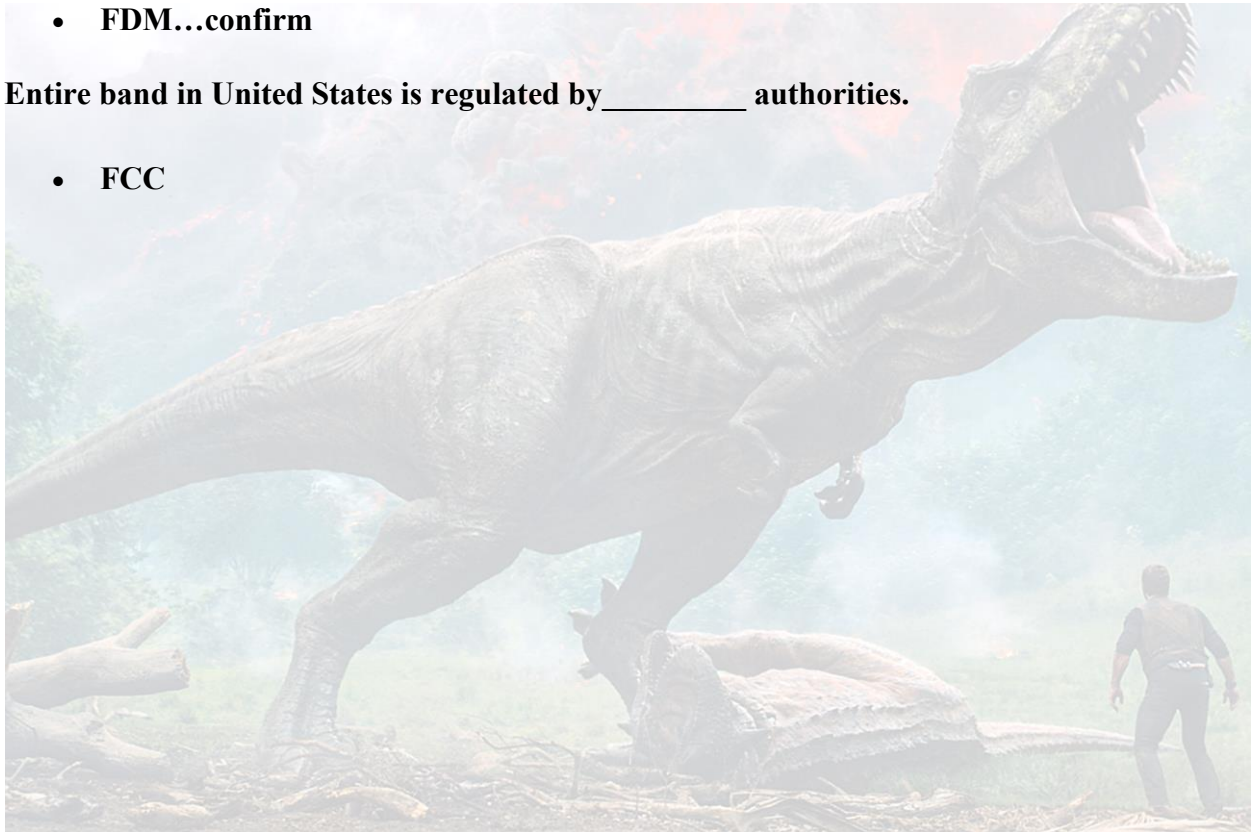 • FDM…confirm
Entire band in United States is regulated by_________ authorities.
• FCC